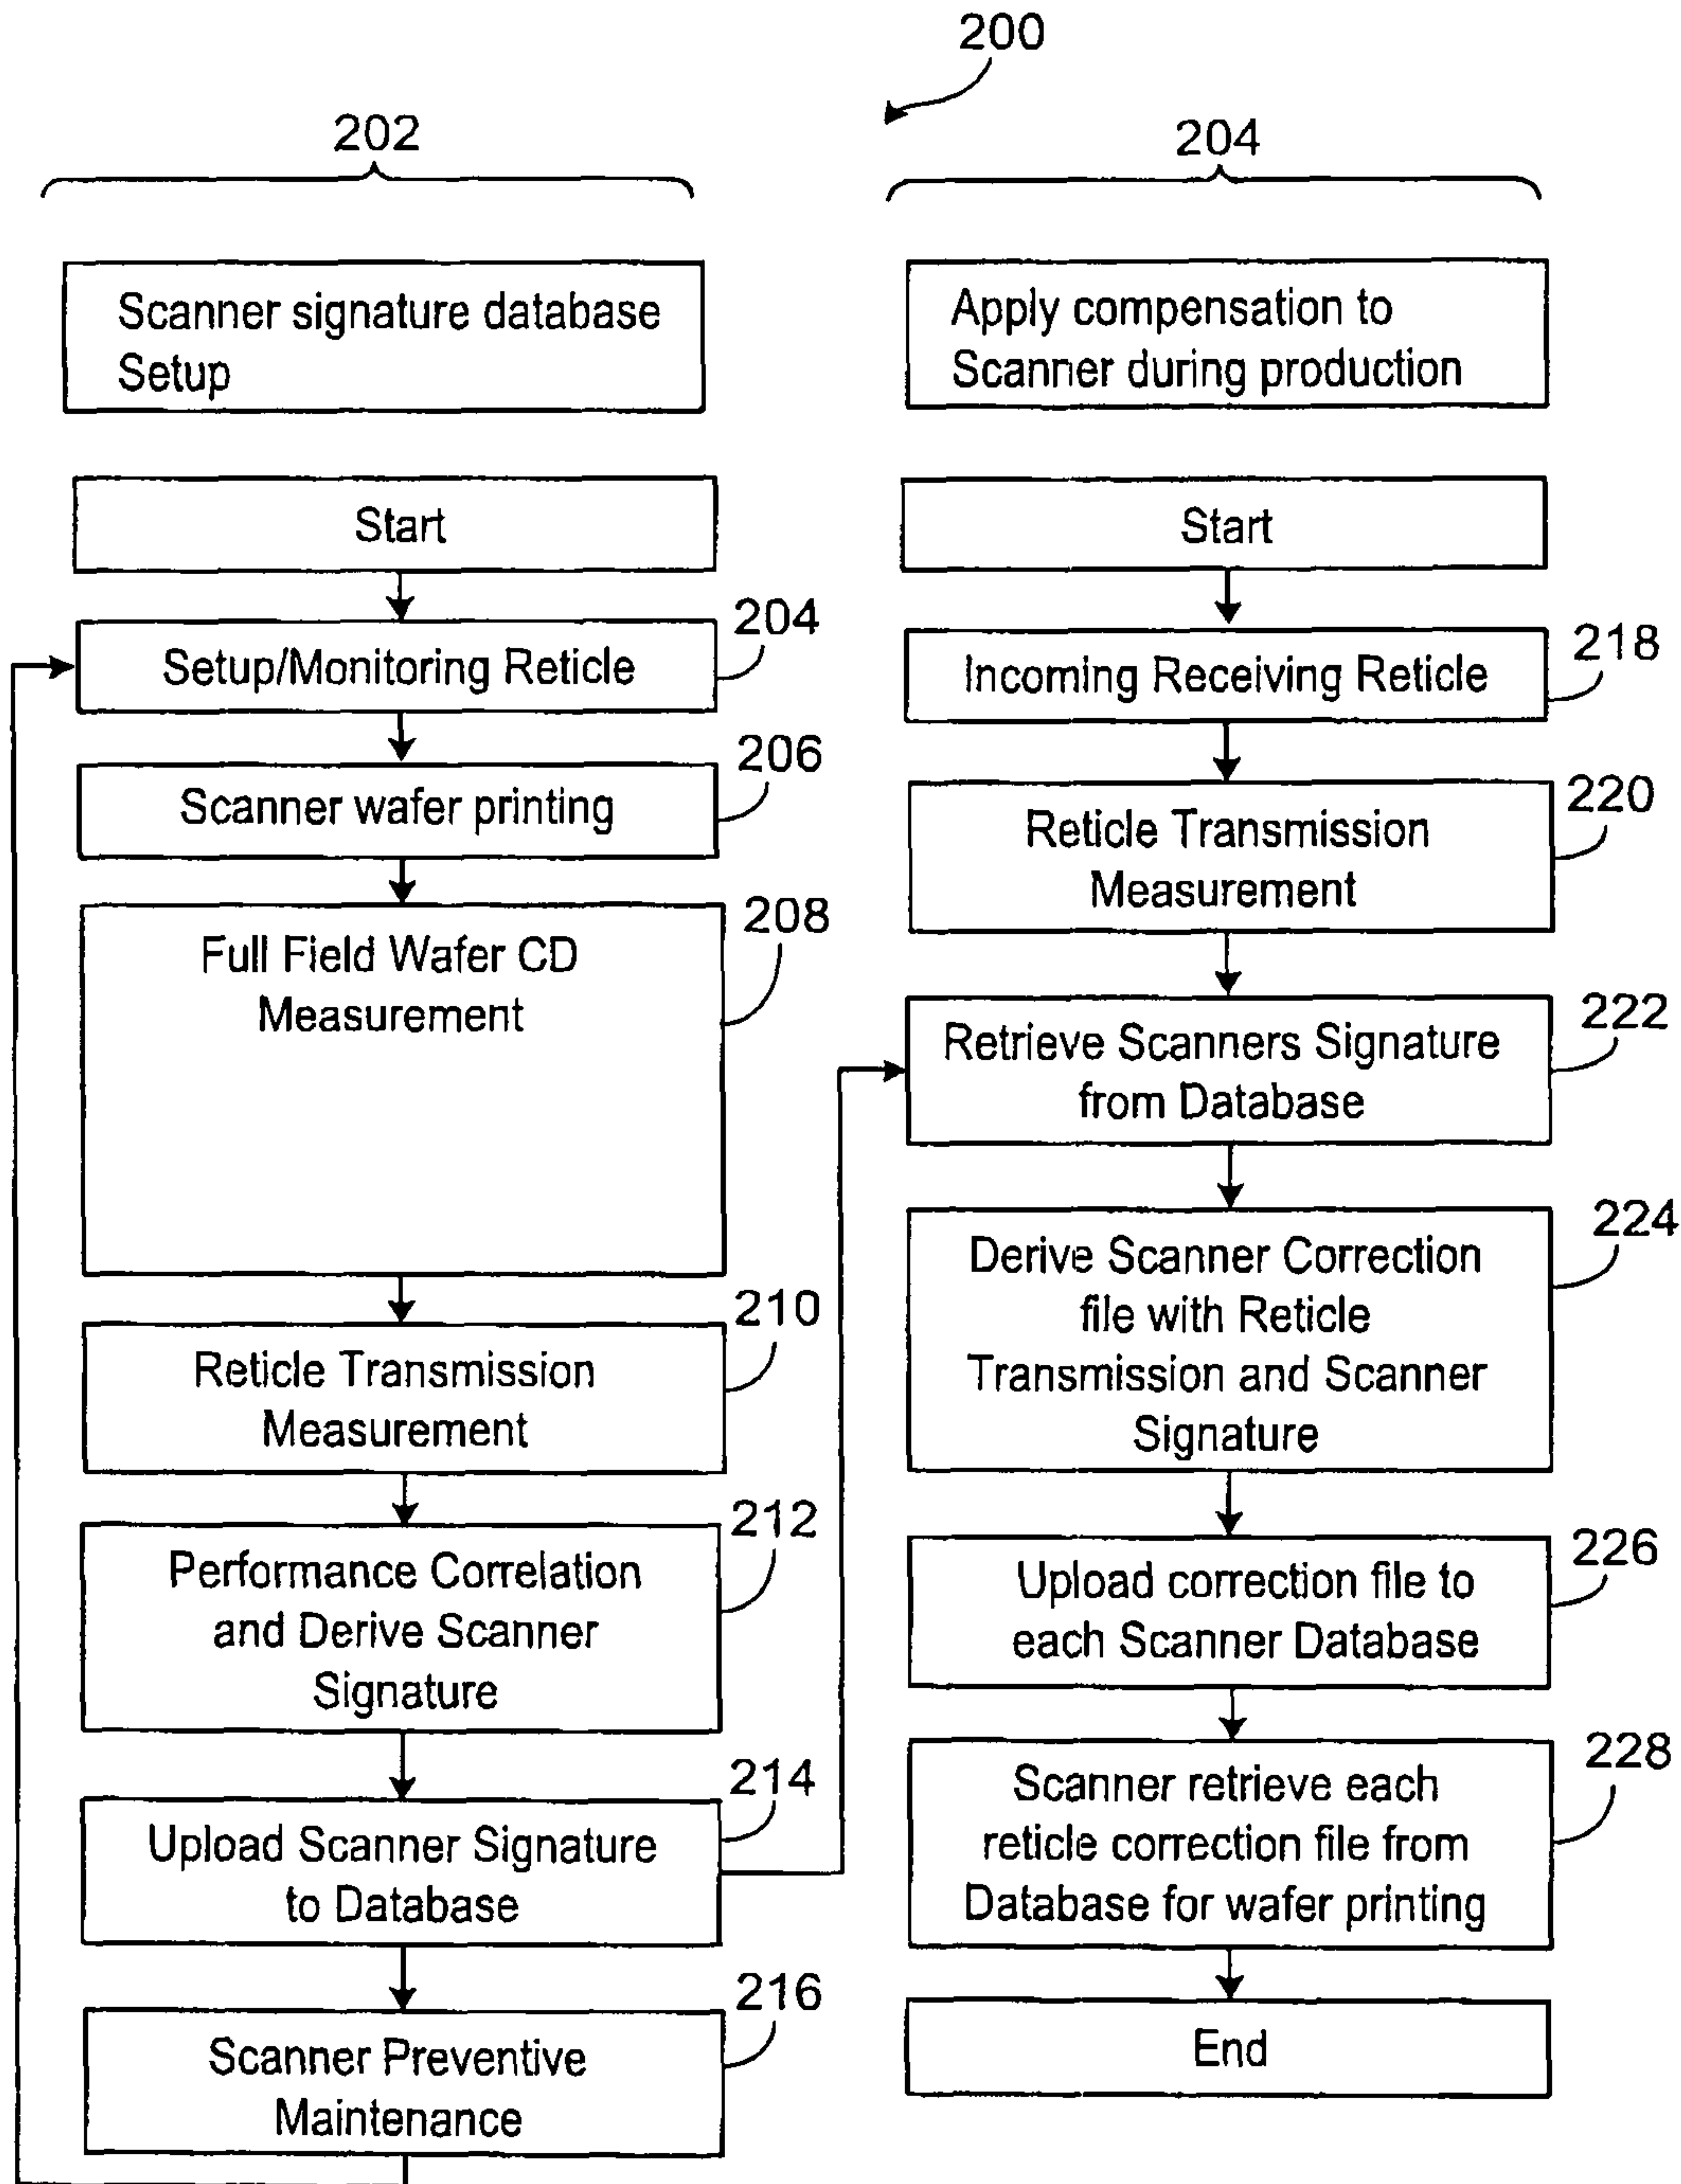 200
202
Scanner signature database
Setup
Start
204
Setup/Monitoring Reticle
206
Scanner wafer printing
208
Full Field Wafer CD
Measurement
210
Reticle Transmission
Measurement
212
Performance Correlation
and Derive Scanner
Signature
214
Upload Scanner Signature
to Database
216
Scanner Preventive
Maintenance
204
Apply compensation to
Scanner during production
Start
218
Incoming Receiving Reticle
220
Reticle Transmission
Measurement
222
Retrieve Scanners Signature
from Database
224
Derive Scanner Correction
file with Reticle
Transmission and Scanner
Signature
226
Upload correction file to
each Scanner Database
228
Scanner retrieve each
reticle correction file from
Database for wafer printing
End